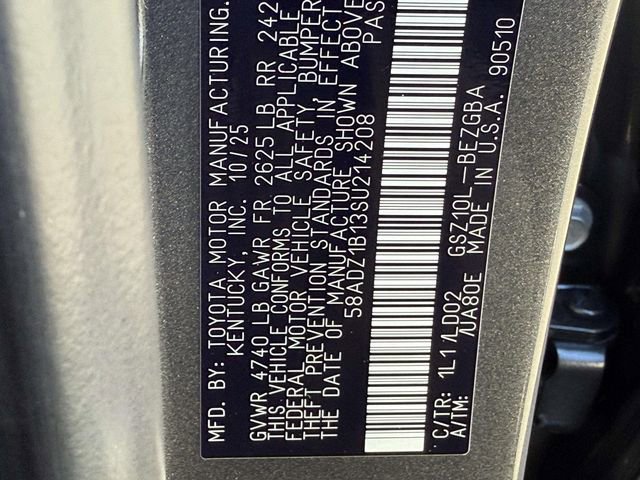 MFD. BY: TOYOTA MOTOR MANUFACTURING,
KENTUCKY, INC. 10/25
GVWR 4740 LB GAWR FR 2625 LB RR 242
THIS VEHICLE CONFORMS TO ALL APPLICABLE
FEDERAL MOTOR VEHICLE SAFETY, BUMPER
THEFT PREVENTION STANDARDS IN EFFECT
THE DATE OF MANUFACTURE SHOWN ABOVE
58ADZ1B13SU214208 PAS
C/TR: 1L1/LD02 GSZ10L-BEZGBA
A/TM: /UA80E MADE IN U.S.A. 90510